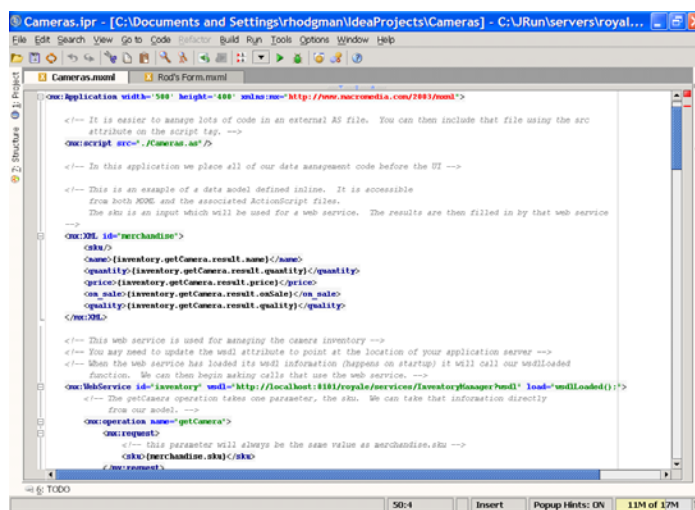 Cameras.ipr - [C:\Documents and Settings\rhodgman\IdeaProjects\Cameras] - C:\JRun\servers\royal...
File Edit Search View Go to Code Refactor Build Run Tools Options Window Help
Cameras.mxml Rod's Form.mxml
1: Project
2: Structure
<mx:Application width='500' height='400' xmlns:mx="http://www.macromedia.com/2003/mxml">
<!-- It is easier to manage lots of code in an external AS file. You can then include that file using the src
attribute on the script tag. -->
<mx:script src="./Cameras.as"/>
<!-- In this application we place all of our data management code before the UI -->
<!-- This is an example of a data model defined inline. It is accessible
from both MXML and the associated ActionScript files.
The sku is an input which will be used for a web service. The results are then filled in by that web service
-->
<mx:XML id="merchandise">
<sku/>
<name>{inventory.getCamera.result.name}</name>
<quantity>{inventory.getCamera.result.quantity}</quantity>
<price>{inventory.getCamera.result.price}</price>
<on_sale>{inventory.getCamera.result.onSale}</on_sale>
<quality>{inventory.getCamera.result.quality}</quality>
</mx:XML>
<!-- This web service is used for managing the camera inventory -->
<!-- You may need to update the wsdl attribute to point at the location of your application server -->
<!-- When the web service has loaded its wsdl information (happens on startup) it will call our wsdlLoaded
function. We can then begin making calls that use the web service. -->
<mx:WebService id="inventory" wsdl="http://localhost:8101/royale/services/InventoryManager?wsdl" load="wsdlLoaded();">
<!-- The getCamera operation takes one parameter, the sku. We can take that information directly
from our model. -->
<mx:operation name="getCamera">
<mx:request>
<!-- this parameter will always be the same value as merchandise.sku -->
<sku>{merchandise.sku}</sku>
</mx:request>
6: TODO
50:4 Insert Popup Hints: ON 11M of 17M